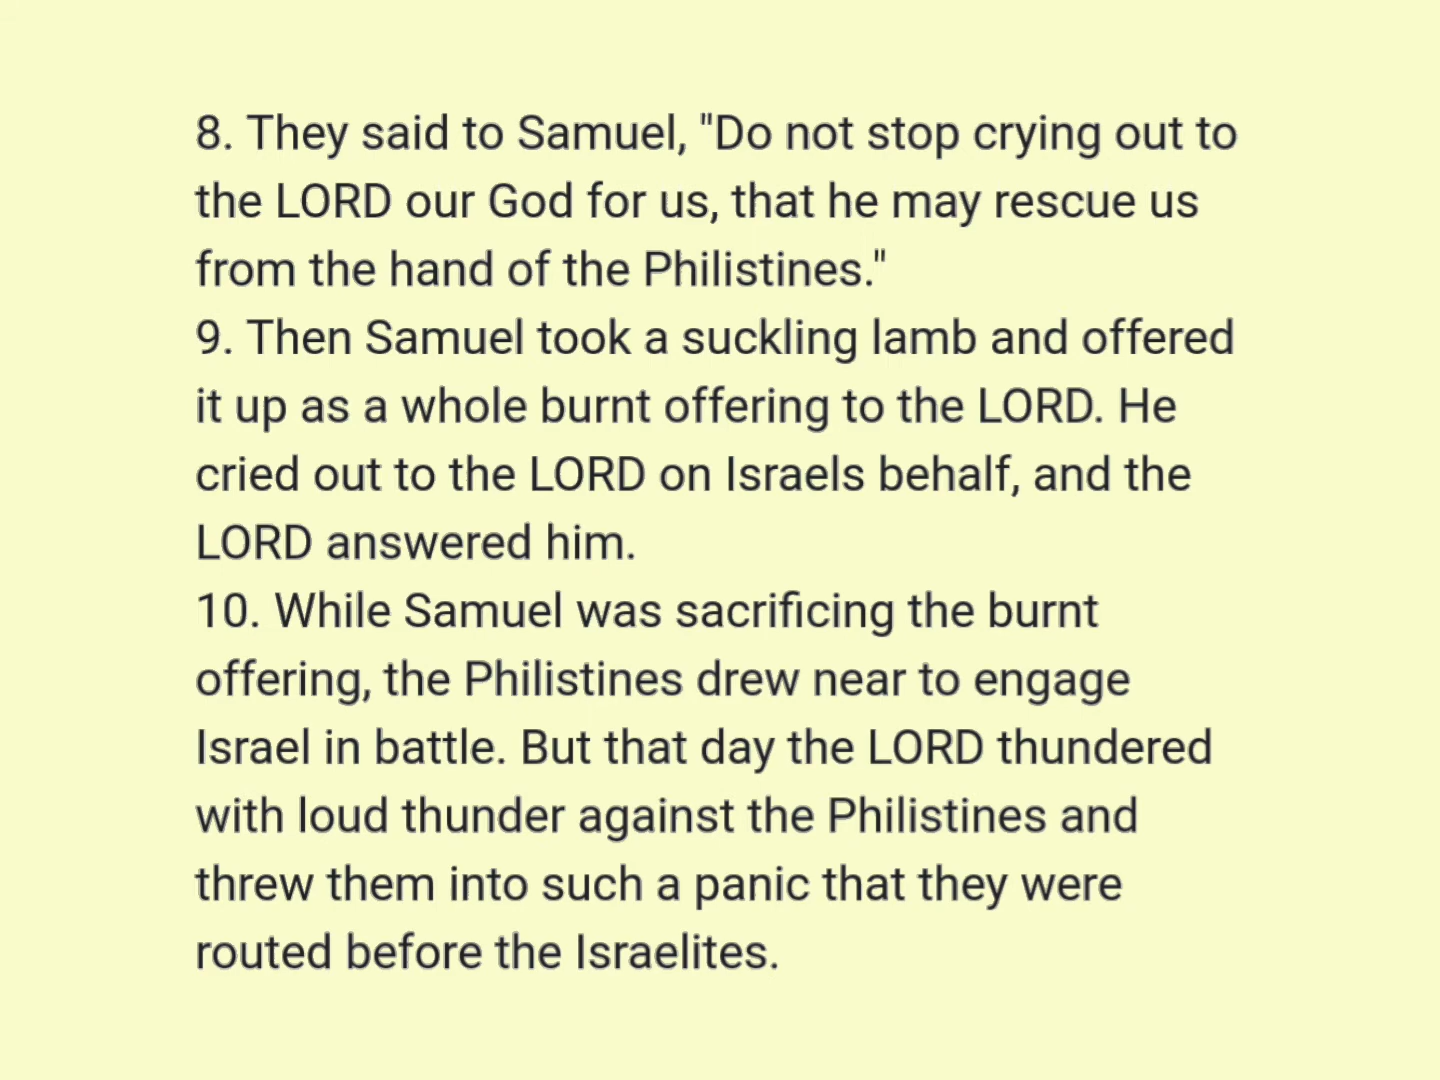 8. They said to Samuel, "Do not stop crying out to
the LORD our God for us, that he may rescue us
from the hand of the Philistines."
9. Then Samuel took a suckling lamb and offered
it up as a whole burnt offering to the LORD. He
cried out to the LORD on Israels behalf, and the
LORD answered him.
10. While Samuel was sacrificing the burnt
offering, the Philistines drew near to engage
Israel in battle. But that day the LORD thundered
with loud thunder against the Philistines and
threw them into such a panic that they were
routed before the Israelites.